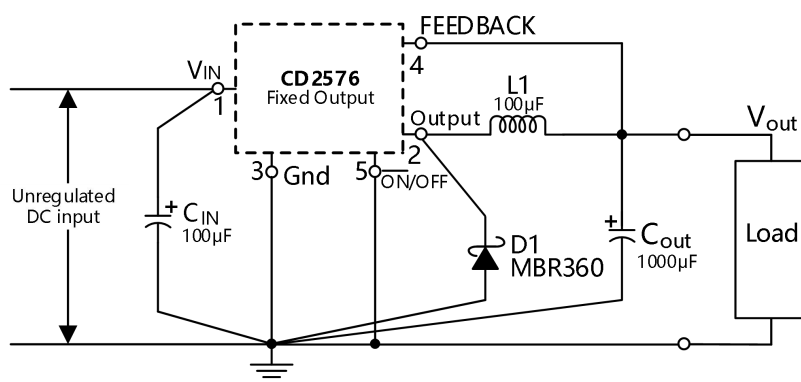 FEEDBACK
4
VIN
1
CD2576
Fixed Output
L1
100µF
Output
2
Vout
3
Gnd
5
ON/OFF
Unregulated
DC input
+
CIN
100µF
D1
MBR360
+
Cout
1000µF
Load